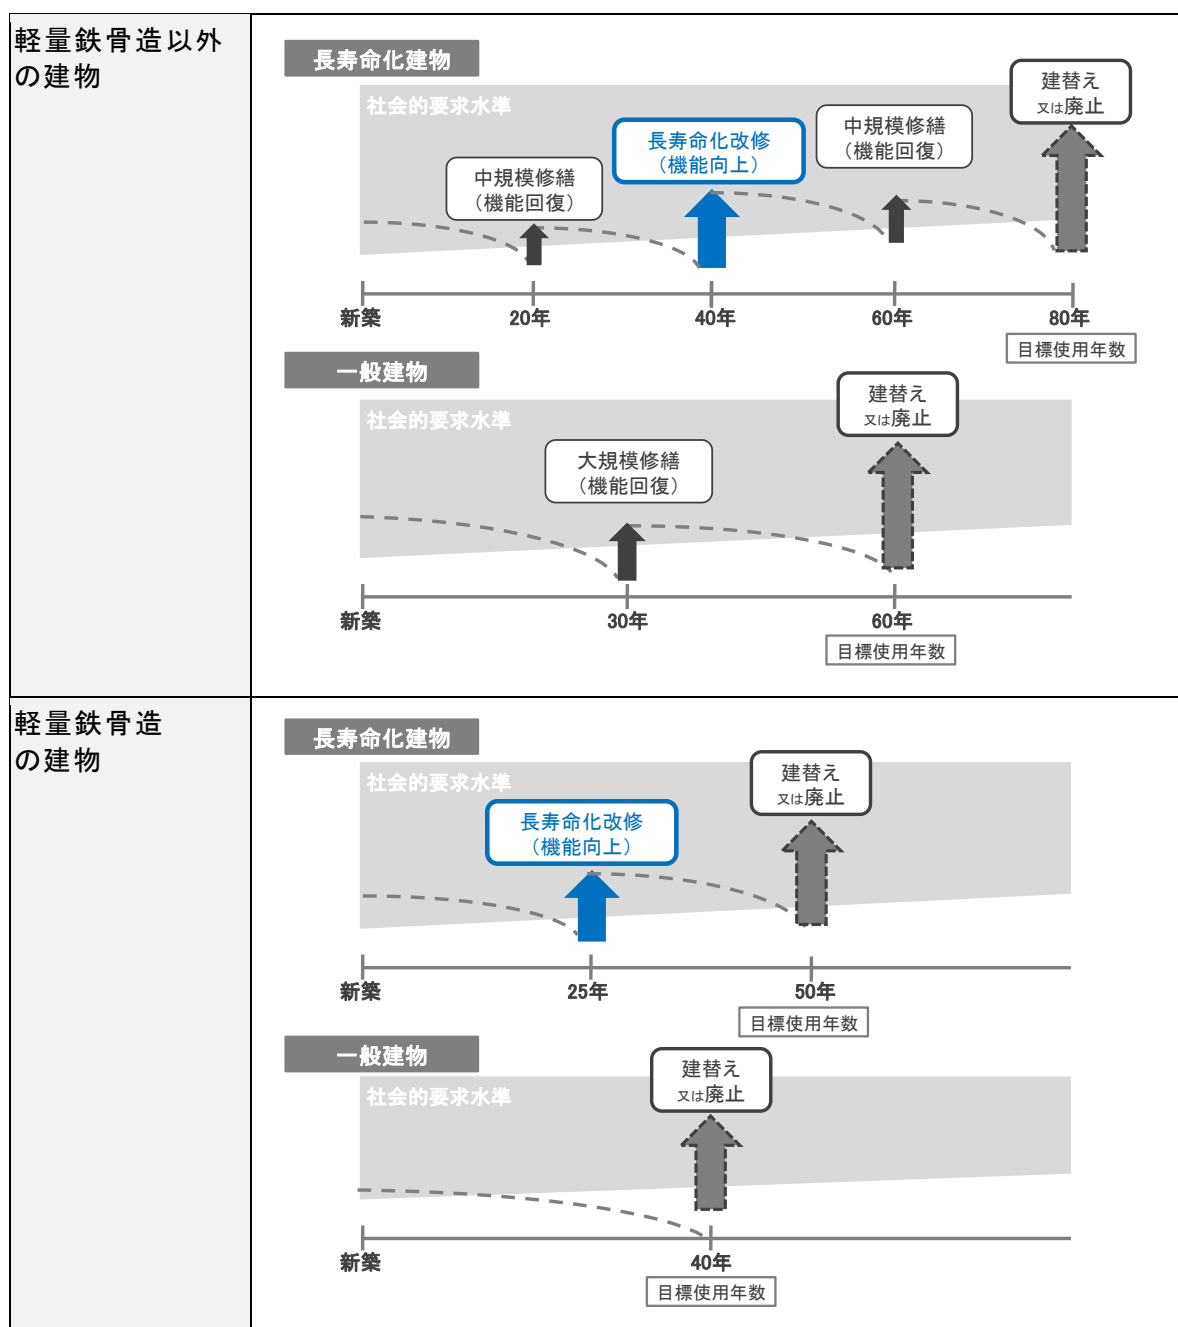 軽量鉄骨造以外
の建物
長寿命化建物
社会的要求水準
中規模修繕
（機能回復）
長寿命化改修
（機能向上）
中規模修繕
（機能回復）
建替え
又は廃止
新築
20年
40年
60年
80年
目標使用年数
一般建物
社会的要求水準
大規模修繕
（機能回復）
建替え
又は廃止
新築
30年
60年
目標使用年数
軽量鉄骨造
の建物
長寿命化建物
社会的要求水準
長寿命化改修
（機能向上）
建替え
又は廃止
新築
25年
50年
目標使用年数
一般建物
社会的要求水準
建替え
又は廃止
新築
40年
目標使用年数